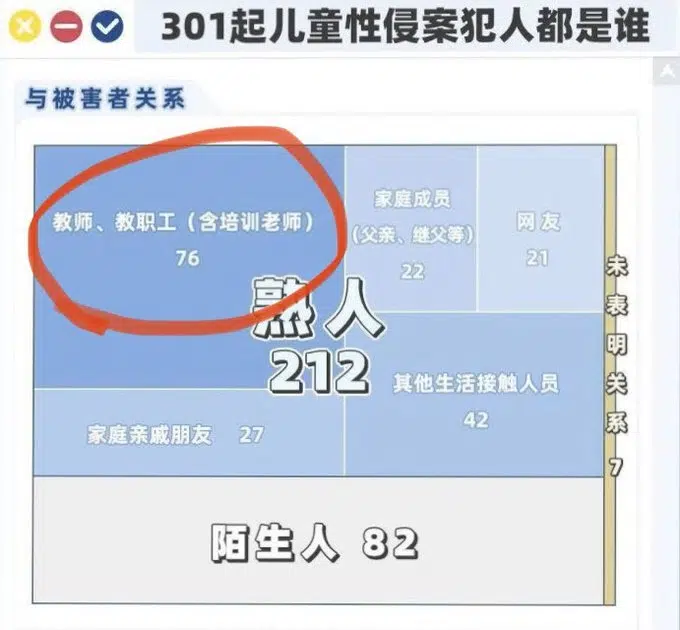 301起儿童性侵案犯人都是谁
与被害者关系
教师、教职工（含培训老师）
76
家庭成员
（父亲、继父等）
22
网友
21
熟人
212
其他生活接触人员
42
家庭亲戚朋友 27
未表明关系7
陌生人 82